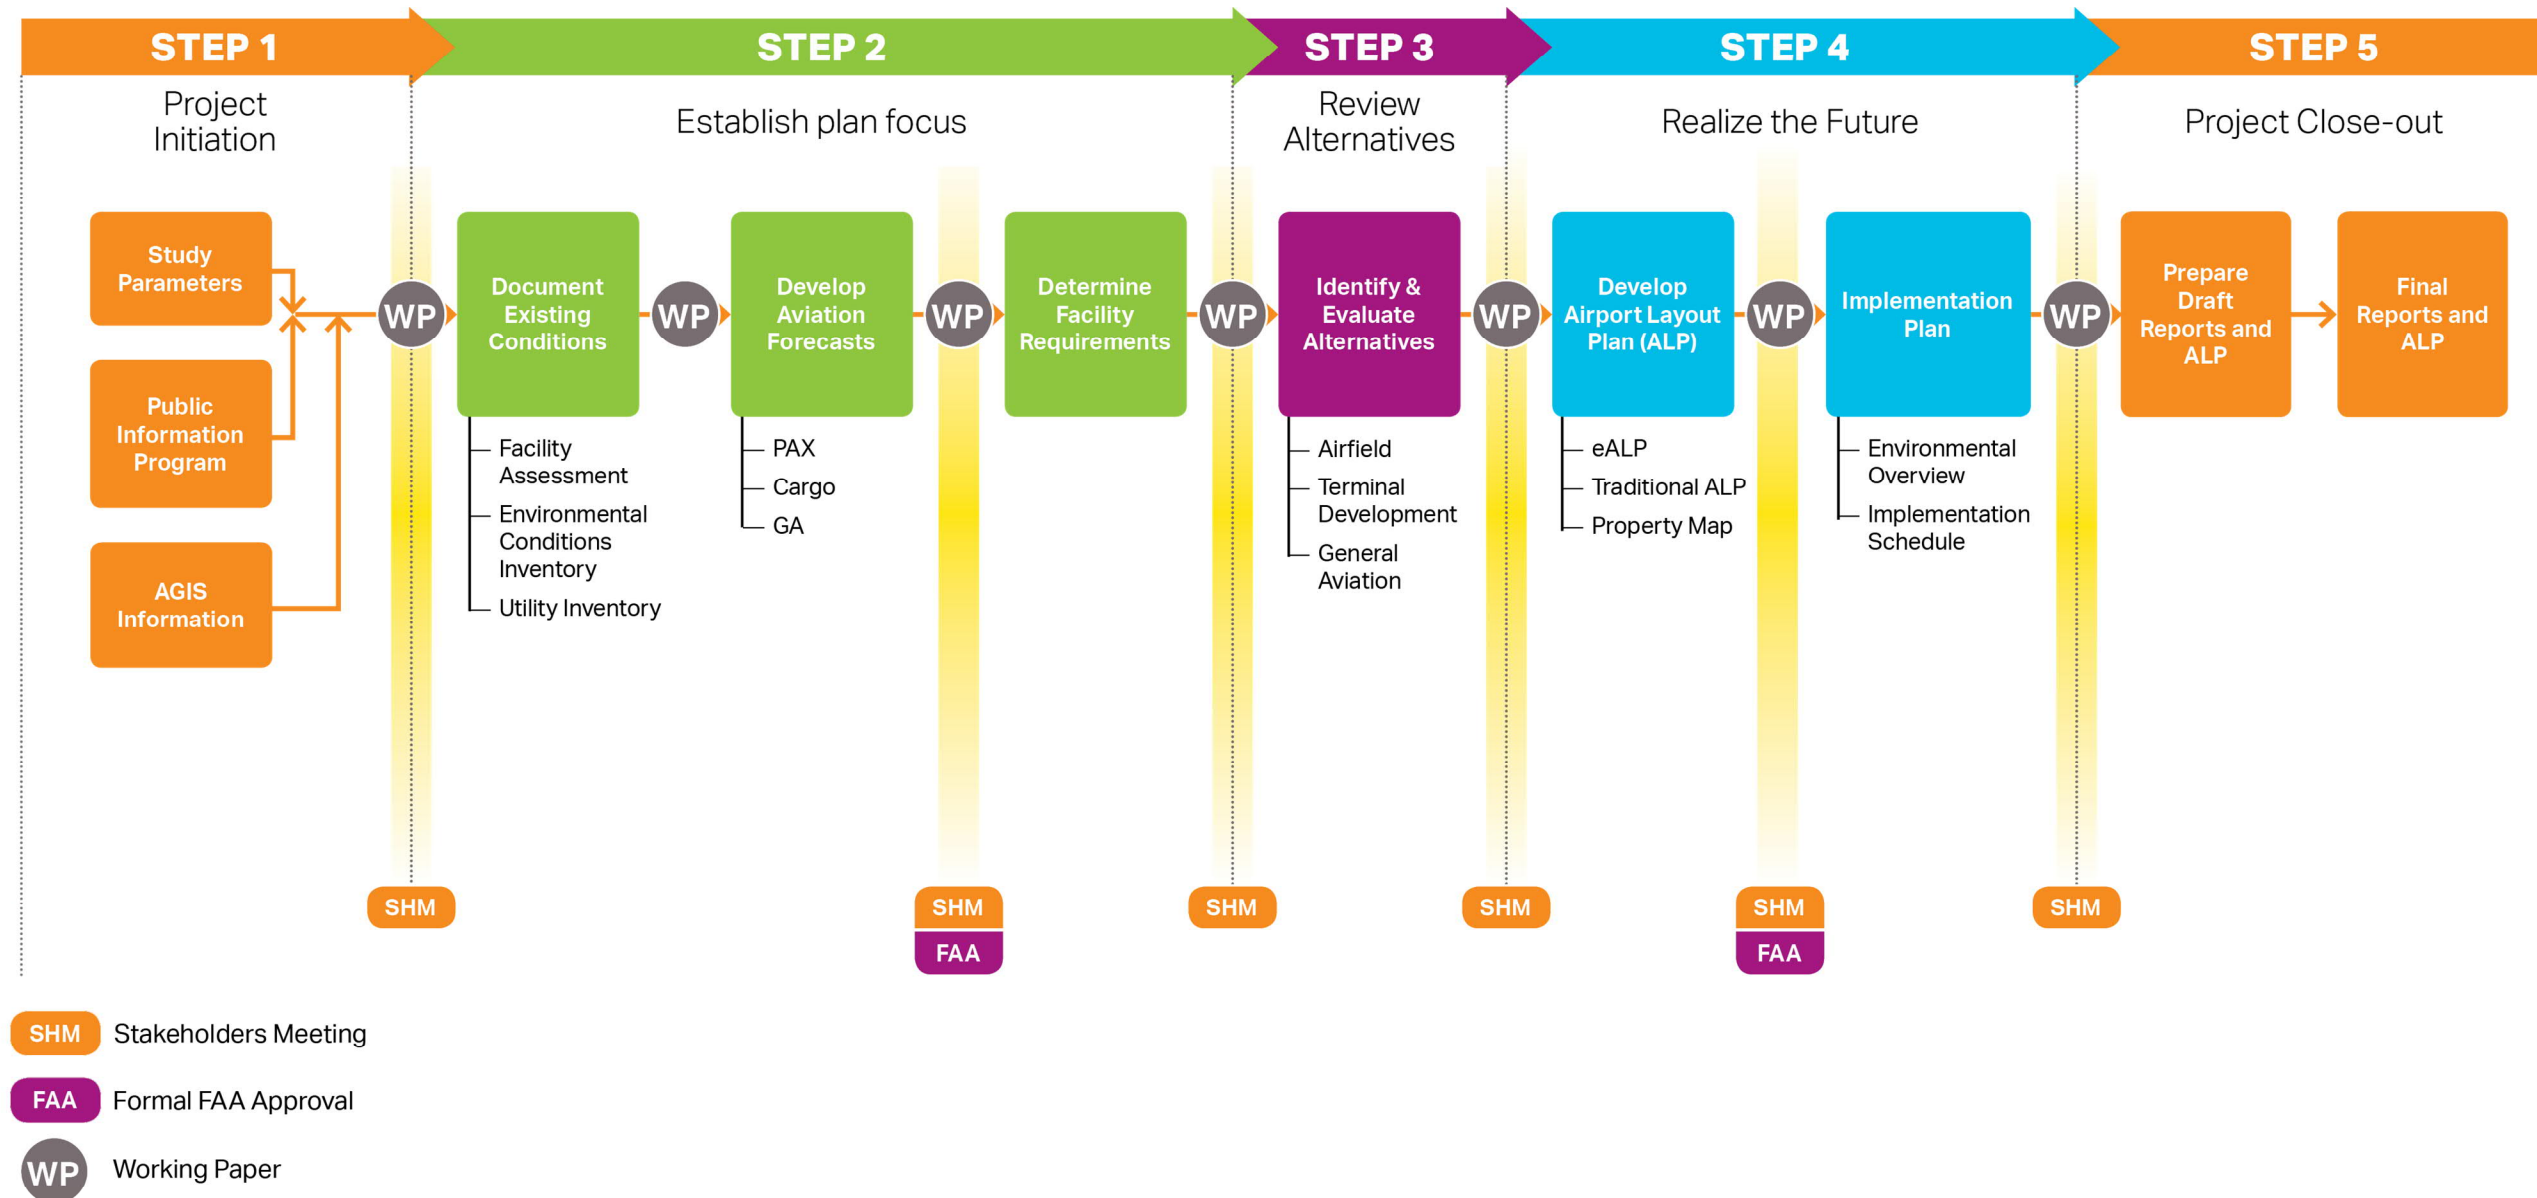 STEP 1
STEP 2
STEP 3
STEP 4
STEP 5
Project
Initiation
Establish plan focus
Review
Alternatives
Realize the Future
Project Close-out
Study
Parameters
Public
Information
Program
AGIS
Information
WP
Document
Existing
Conditions
Facility
Assessment
Environmental
Conditions
Inventory
Utility Inventory
WP
Develop
Aviation
Forecasts
PAX
Cargo
GA
WP
Determine
Facility
Requirements
WP
Identify &
Evaluate
Alternatives
Airfield
Terminal
Development
General
Aviation
WP
Develop
Airport Layout
Plan (ALP)
eALP
Traditional ALP
Property Map
WP
Implementation
Plan
Environmental
Overview
Implementation
Schedule
WP
Prepare
Draft
Reports and
ALP
Final
Reports and
ALP
SHM
SHM
FAA
SHM
SHM
SHM
FAA
SHM
SHM Stakeholders Meeting
FAA Formal FAA Approval
WP Working Paper